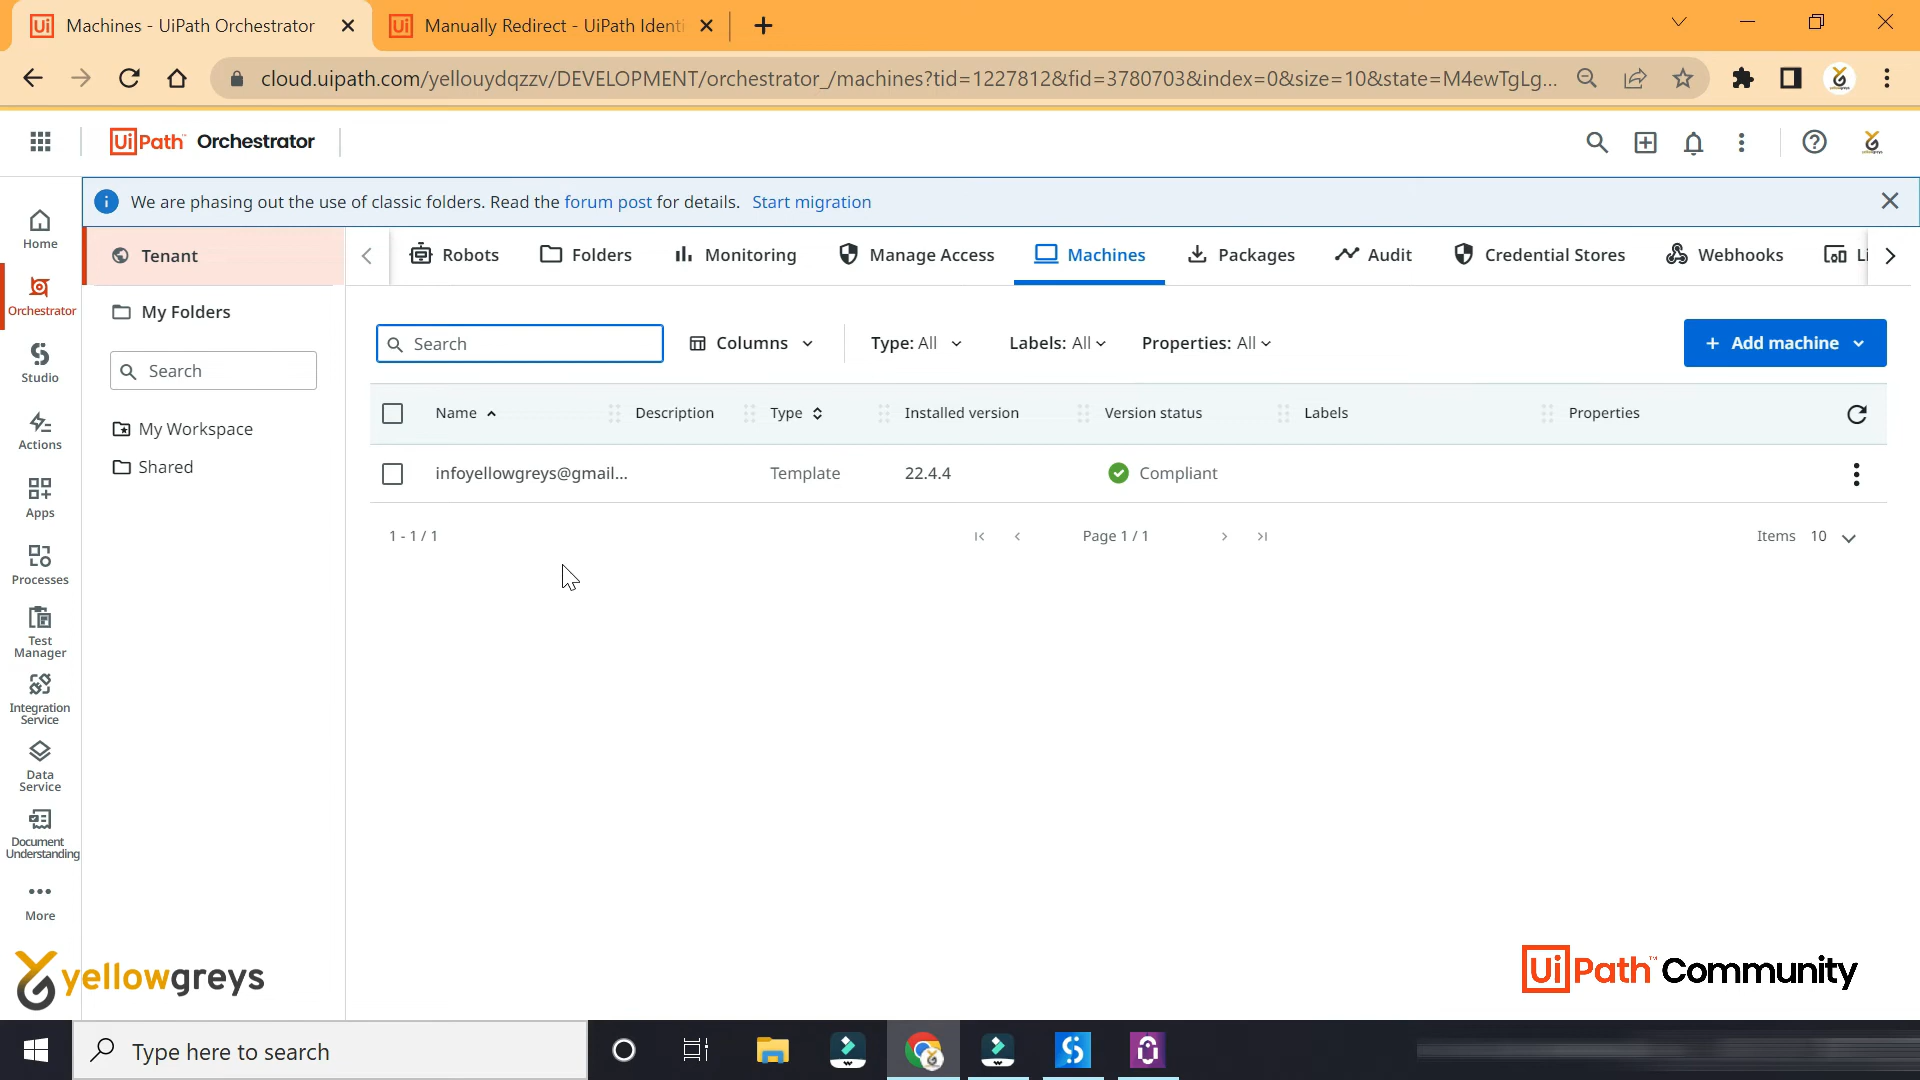 Machines - UiPath Orchestrator
Manually Redirect - UiPath Identi
cloud.uipath.com/yellouydqzzv/DEVELOPMENT/orchestrator_/machines?tid=1227812&fid=3780703&index=0&size=10&state=M4ewTgLg...
UiPath™ Orchestrator
We are phasing out the use of classic folders. Read the forum post for details. Start migration
Home
Orchestrator
Studio
Actions
Apps
Processes
Test
Manager
Integration
Service
Data
Service
Document
Understanding
More
Tenant
My Folders
Search
My Workspace
Shared
Robots Folders Monitoring Manage Access Machines Packages Audit Credential Stores Webhooks Li
Search Columns Type: All Labels: All Properties: All + Add machine
Name Description Type Installed version Version status Labels Properties
infoyellowgreys@gmail... Template 22.4.4 Compliant
1 - 1 / 1 Page 1 / 1 Items 10
yellowgreys
UiPath™ Community
Type here to search